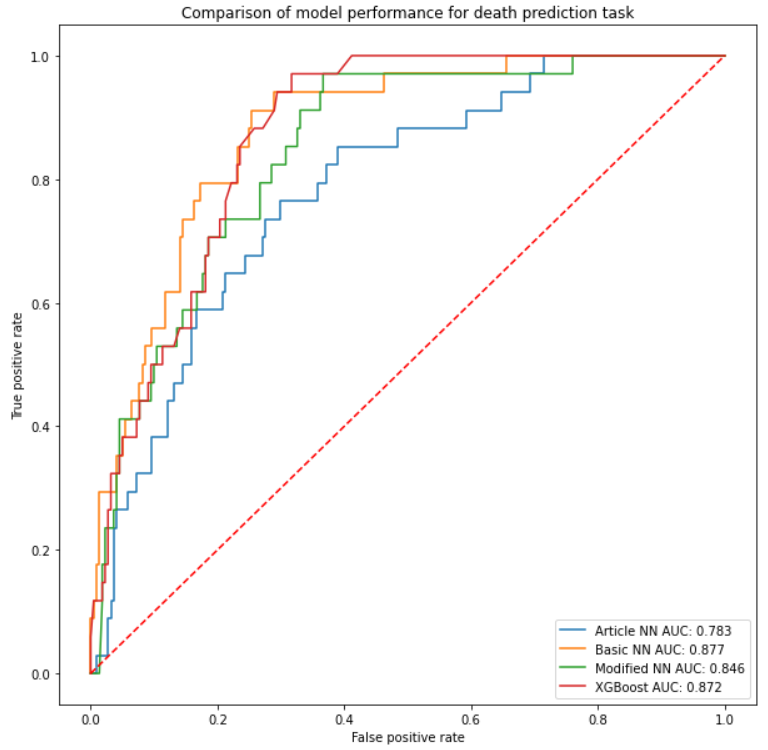 Comparison of model performance for death prediction task
1.0
0.8
0.6
0.4
0.2
0.0
True positive rate
0.0
0.2
0.4
0.6
0.8
1.0
False positive rate
Article NN AUC: 0.783
Basic NN AUC: 0.877
Modified NN AUC: 0.846
XGBoost AUC: 0.872